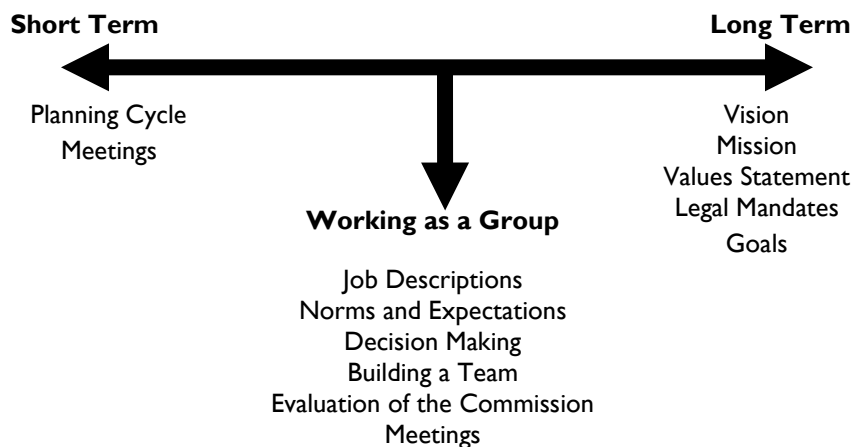 Short Term
Long Term
Planning Cycle
Meetings
Vision
Mission
Values Statement
Legal Mandates
Goals
Working as a Group
Job Descriptions
Norms and Expectations
Decision Making
Building a Team
Evaluation of the Commission
Meetings